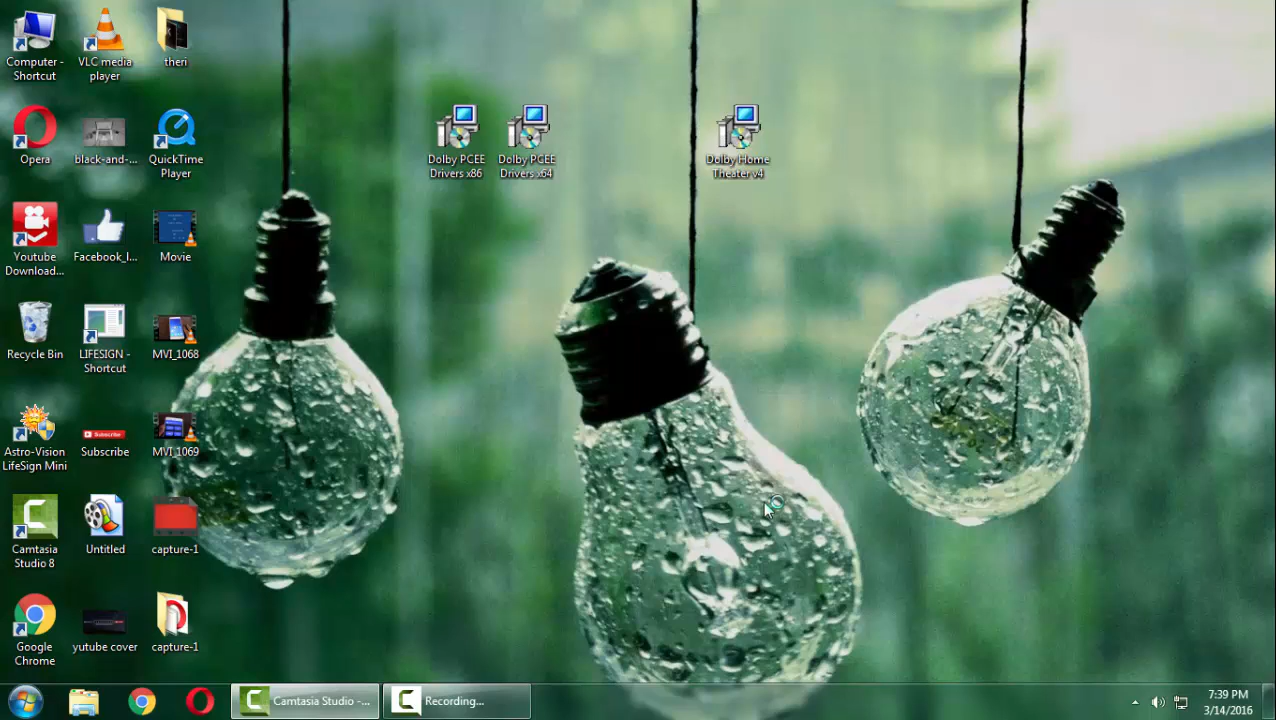 Computer -
Shortcut
VLC media
player
theri
Opera
black-and-...
QuickTime
Player
Dolby PCEE
Drivers x86
Dolby PCEE
Drivers x64
Dolby Home
Theater v4
Youtube
Download...
Facebook_l...
Movie
Recycle Bin
LIFESIGN -
Shortcut
MVI_1068
Astro-Vision
LifeSign Mini
Subscribe
Subscribe
MVI_1069
Camtasia
Studio 8
Untitled
capture-1
Google
Chrome
yutube cover
capture-1
Camtasia Studio -...
Recording...
7:39 PM
3/14/2016